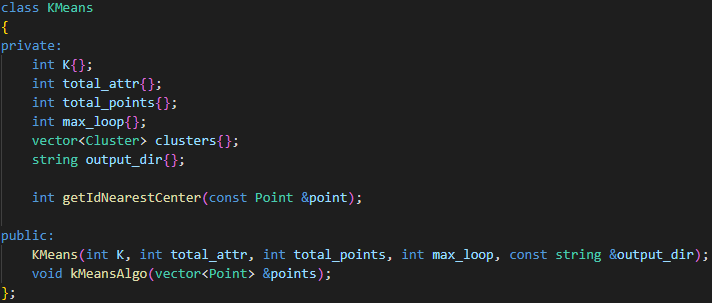 class KMeans
{
private:
    int K{};
    int total_attr{};
    int total_points{};
    int max_loop{};
    vector<Cluster> clusters{};
    string output_dir{};

    int getIdNearestCenter(const Point &point);

public:
    KMeans(int K, int total_attr, int total_points, int max_loop, const string &output_dir);
    void kMeansAlgo(vector<Point> &points);
};